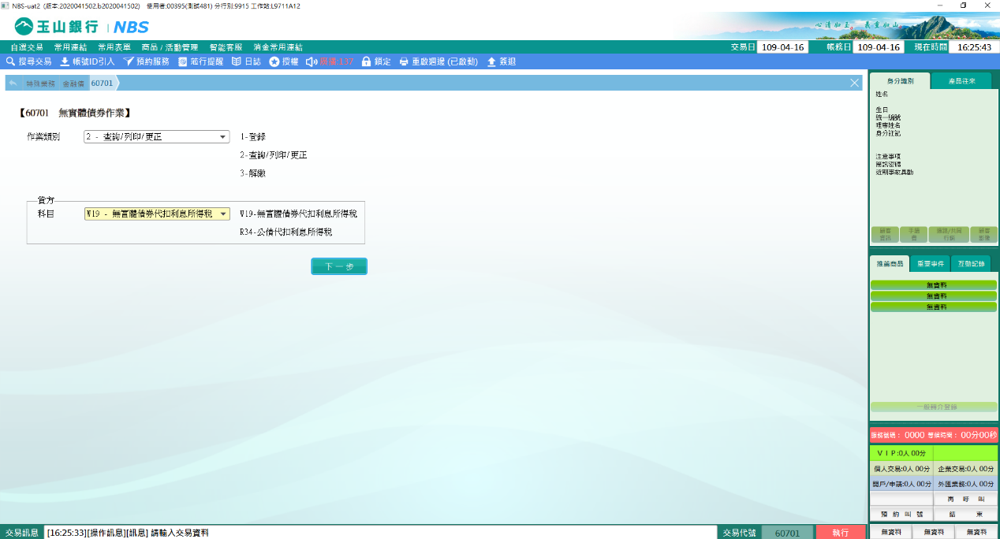 NBS-uat2 (版本:2020041502.b2020041502) 使用者:00395(測試481) 分行別:9915 工作站:L9711A12
玉山銀行 NBS
心清如玉。義重如山。
自選交易 常用連結 常用表單 商品 / 活動管理 智能客服 消金常用連結
交易日 109-04-16 帳務日 109-04-16 現在時間 16:25:43
搜尋交易 帳號ID引入 預約服務 蒞行提醒 日誌 授權 廣播:137 鎖定 重啟週邊 (已啟動) 簽退
特殊業務 金融債 60701
【60701 無實體債券作業】
作業類別 2 - 查詢/列印/更正 1-登錄
2-查詢/列印/更正
3-解繳
貸方
科目 W19 - 無實體債券代扣利息所得稅 W19-無實體債券代扣利息所得稅
R34-公債代扣利息所得稅
下一步
身分識別 產品往來
姓名
生日
統一編號
理專姓名
身分註記
注意事項
簡訊密碼
近期事故異動
顧客資訊 手續費 顧客影像
推薦商品 重要事件 互動記錄
無資料
無資料
無資料
一般轉介登錄
服務號碼： 0000 等候時間： 00分00秒
ＶＩＰ:0人 00分
個人交易:0人 00分 企業交易:0人 00分
開戶/申請:0人 00分 外匯業務:0人 00分
再 呼 叫
預 約 叫 號 結 束
無資料 無資料 無資料
交易訊息 [16:25:33][操作訊息][訊息] 請輸入交易資料 交易代號 60701 執行